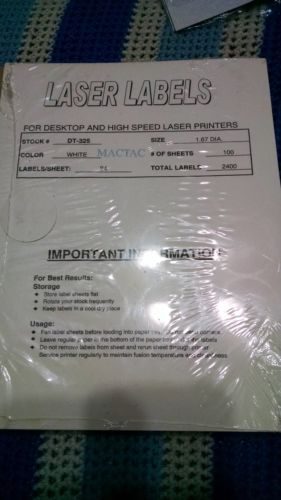 LASER LABELS
FOR DESKTOP AND HIGH SPEED LASER PRINTERS
STOCK # DT-325 SIZE 1.67 DIA.
COLOR WHITE MACTAC # OF SHEETS 100
LABELS/SHEET: 24 TOTAL LABELS 2400
IMPORTANT INFORMATION
For Best Results:
Storage
Store label sheets flat
Rotate your stock frequently
Keep labels in a cool dry place
Usage:
Fan label sheets before loading into paper
Leave regular paper in the bottom of the paper labels
Do not remove labels from sheet and rerun sheet through printer
Service printer regularly to maintain fusion temperature and cleanliness